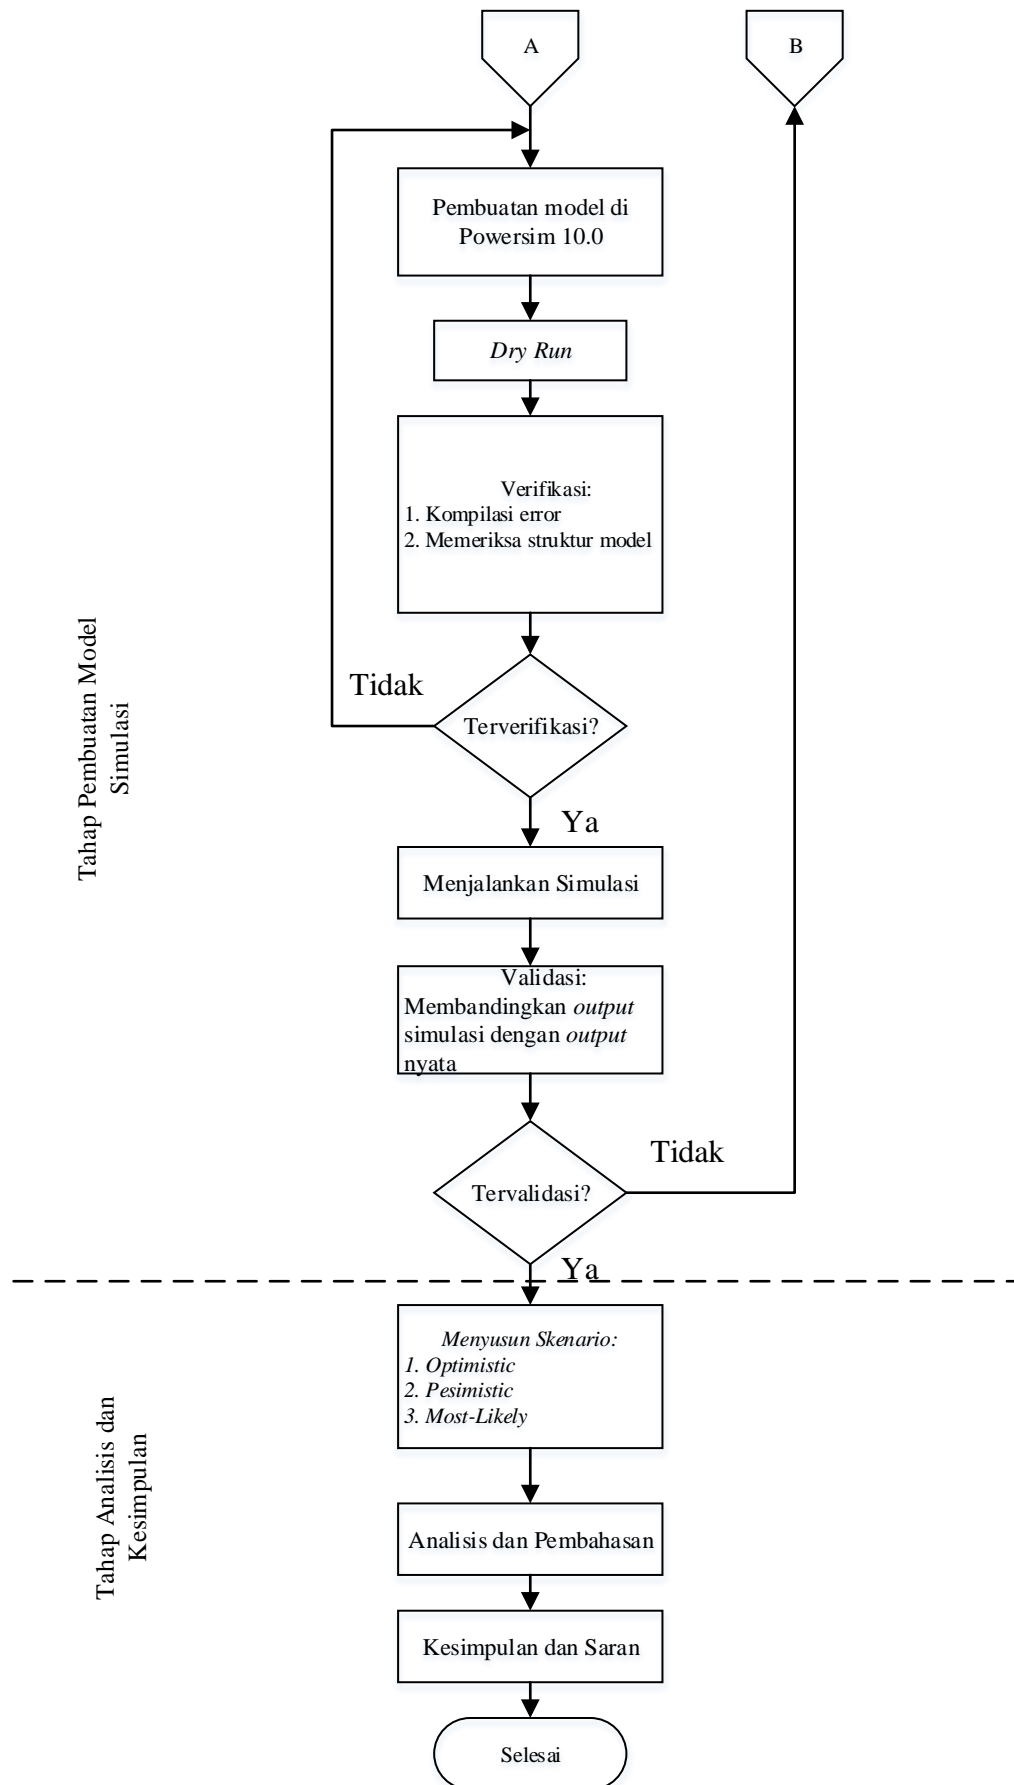 A
B
Pembuatan model di
Powersim 10.0
Dry Run
Verifikasi:
1. Kompilasi error
2. Memeriksa struktur model
Tidak
Terverifikasi?
Ya
Tahap Pembuatan Model
Simulasi
Menjalankan Simulasi
Validasi:
Membandingkan output
simulasi dengan output
nyata
Tidak
Tervalidasi?
Ya
Menyusun Skenario:
1. Optimistic
2. Pesimistic
3. Most-Likely
Tahap Analisis dan
Kesimpulan
Analisis dan Pembahasan
Kesimpulan dan Saran
Selesai